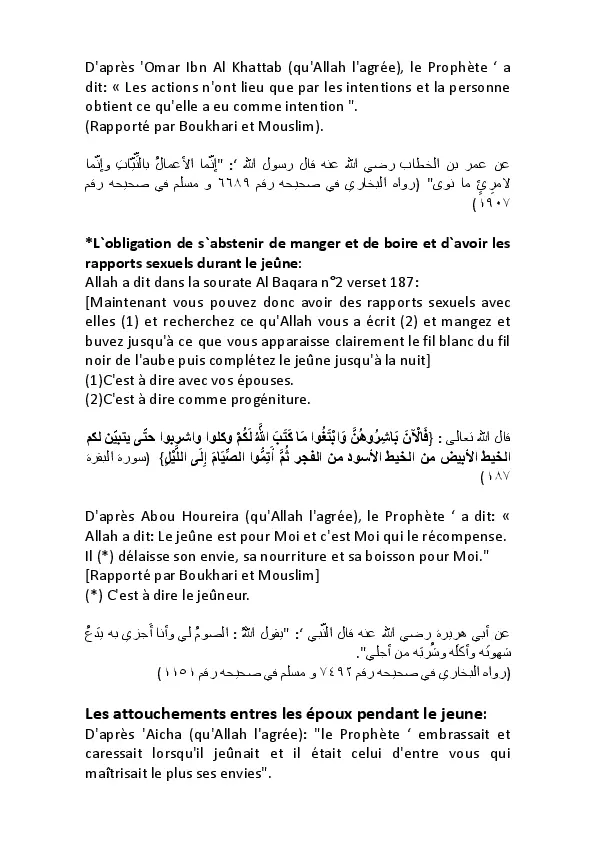 D'après 'Omar Ibn Al Khattab (qu'Allah l'agrée), le Prophète ‘ a
dit: « Les actions n'ont lieu que par les intentions et la personne
obtient ce qu'elle a eu comme intention ".
(Rapporté par Boukhari et Mouslim).
عن عمر بن الخطاب رضي الله عنه قال رسول الله ‘: "إنّما الأعمالُ بالنِّيّاتِ وإنّما
لامرِئٍ ما نوى" (رواه البخاري في صحيحه رقم ٦٦٨٩ و مسلم في صحيحه رقم
١٩٠٧)
*L`obligation de s`abstenir de manger et de boire et d`avoir les
rapports sexuels durant le jeûne:
Allah a dit dans la sourate Al Baqara n°2 verset 187:
[Maintenant vous pouvez donc avoir des rapports sexuels avec
elles (1) et recherchez ce qu'Allah vous a écrit (2) et mangez et
buvez jusqu'à ce que vous apparaisse clairement le fil blanc du fil
noir de l'aube puis complétez le jeûne jusqu'à la nuit]
(1)C'est à dire avec vos épouses.
(2)C'est à dire comme progéniture.
قال الله تعالى : {فَالْآنَ بَاشِرُوهُنَّ وَابْتَغُوا مَا كَتَبَ اللَّهُ لَكُمْ وكلوا واشربوا حتّى يتبيّن لكم
الخيط الأبيض من الخيط الأسود من الفجر ثُمَّ أَتِمُّوا الصِّيَامَ إِلَى اللَّيْلِ} (سورة البقرة
١٨٧)
D'après Abou Houreira (qu'Allah l'agrée), le Prophète ‘ a dit: «
Allah a dit: Le jeûne est pour Moi et c'est Moi qui le récompense.
Il (*) délaisse son envie, sa nourriture et sa boisson pour Moi."
[Rapporté par Boukhari et Mouslim]
(*) C'est à dire le jeûneur.
عن أبي هريرة رضي الله عنه قال النّبي ‘: "يقول اللهُ : الصومُ لي وأنا أَجزي به يدَعُ
شهوتَه وأكلَه وشُربَه من أجلي".
(رواه البخاري في صحيحه رقم ٧٤٩٢ و مسلم في صحيحه رقم ١١٥١)
Les attouchements entres les époux pendant le jeune:
D'après 'Aicha (qu'Allah l'agrée): "le Prophète ‘ embrassait et
caressait lorsqu'il jeûnait et il était celui d'entre vous qui
maîtrisait le plus ses envies".